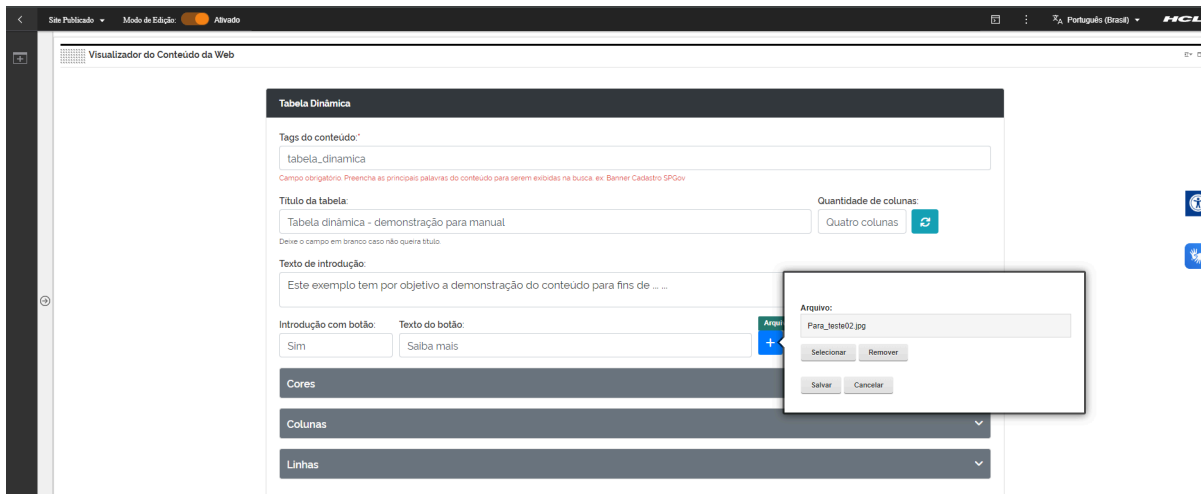 Site Publicado Modo de Edição: Ativado Português (Brasil) HCL
Visualizador do Conteúdo da Web
Tabela Dinâmica
Tags do conteúdo:*
tabela_dinamica
Campo obrigatório. Preencha as principais palavras do conteúdo para serem exibidas na busca. ex: Banner Cadastro SPGov
Título da tabela: Quantidade de colunas:
Tabela dinâmica - demonstração para manual Quatro colunas
Deixe o campo em branco caso não queira título.
Texto de introdução:
Este exemplo tem por objetivo a demonstração do conteúdo para fins de ... ...
Introdução com botão: Texto do botão: Arqui
Sim Saiba mais +
Arquivo:
Para_teste02.jpg
Selecionar Remover
Salvar Cancelar
Cores
Colunas
Linhas